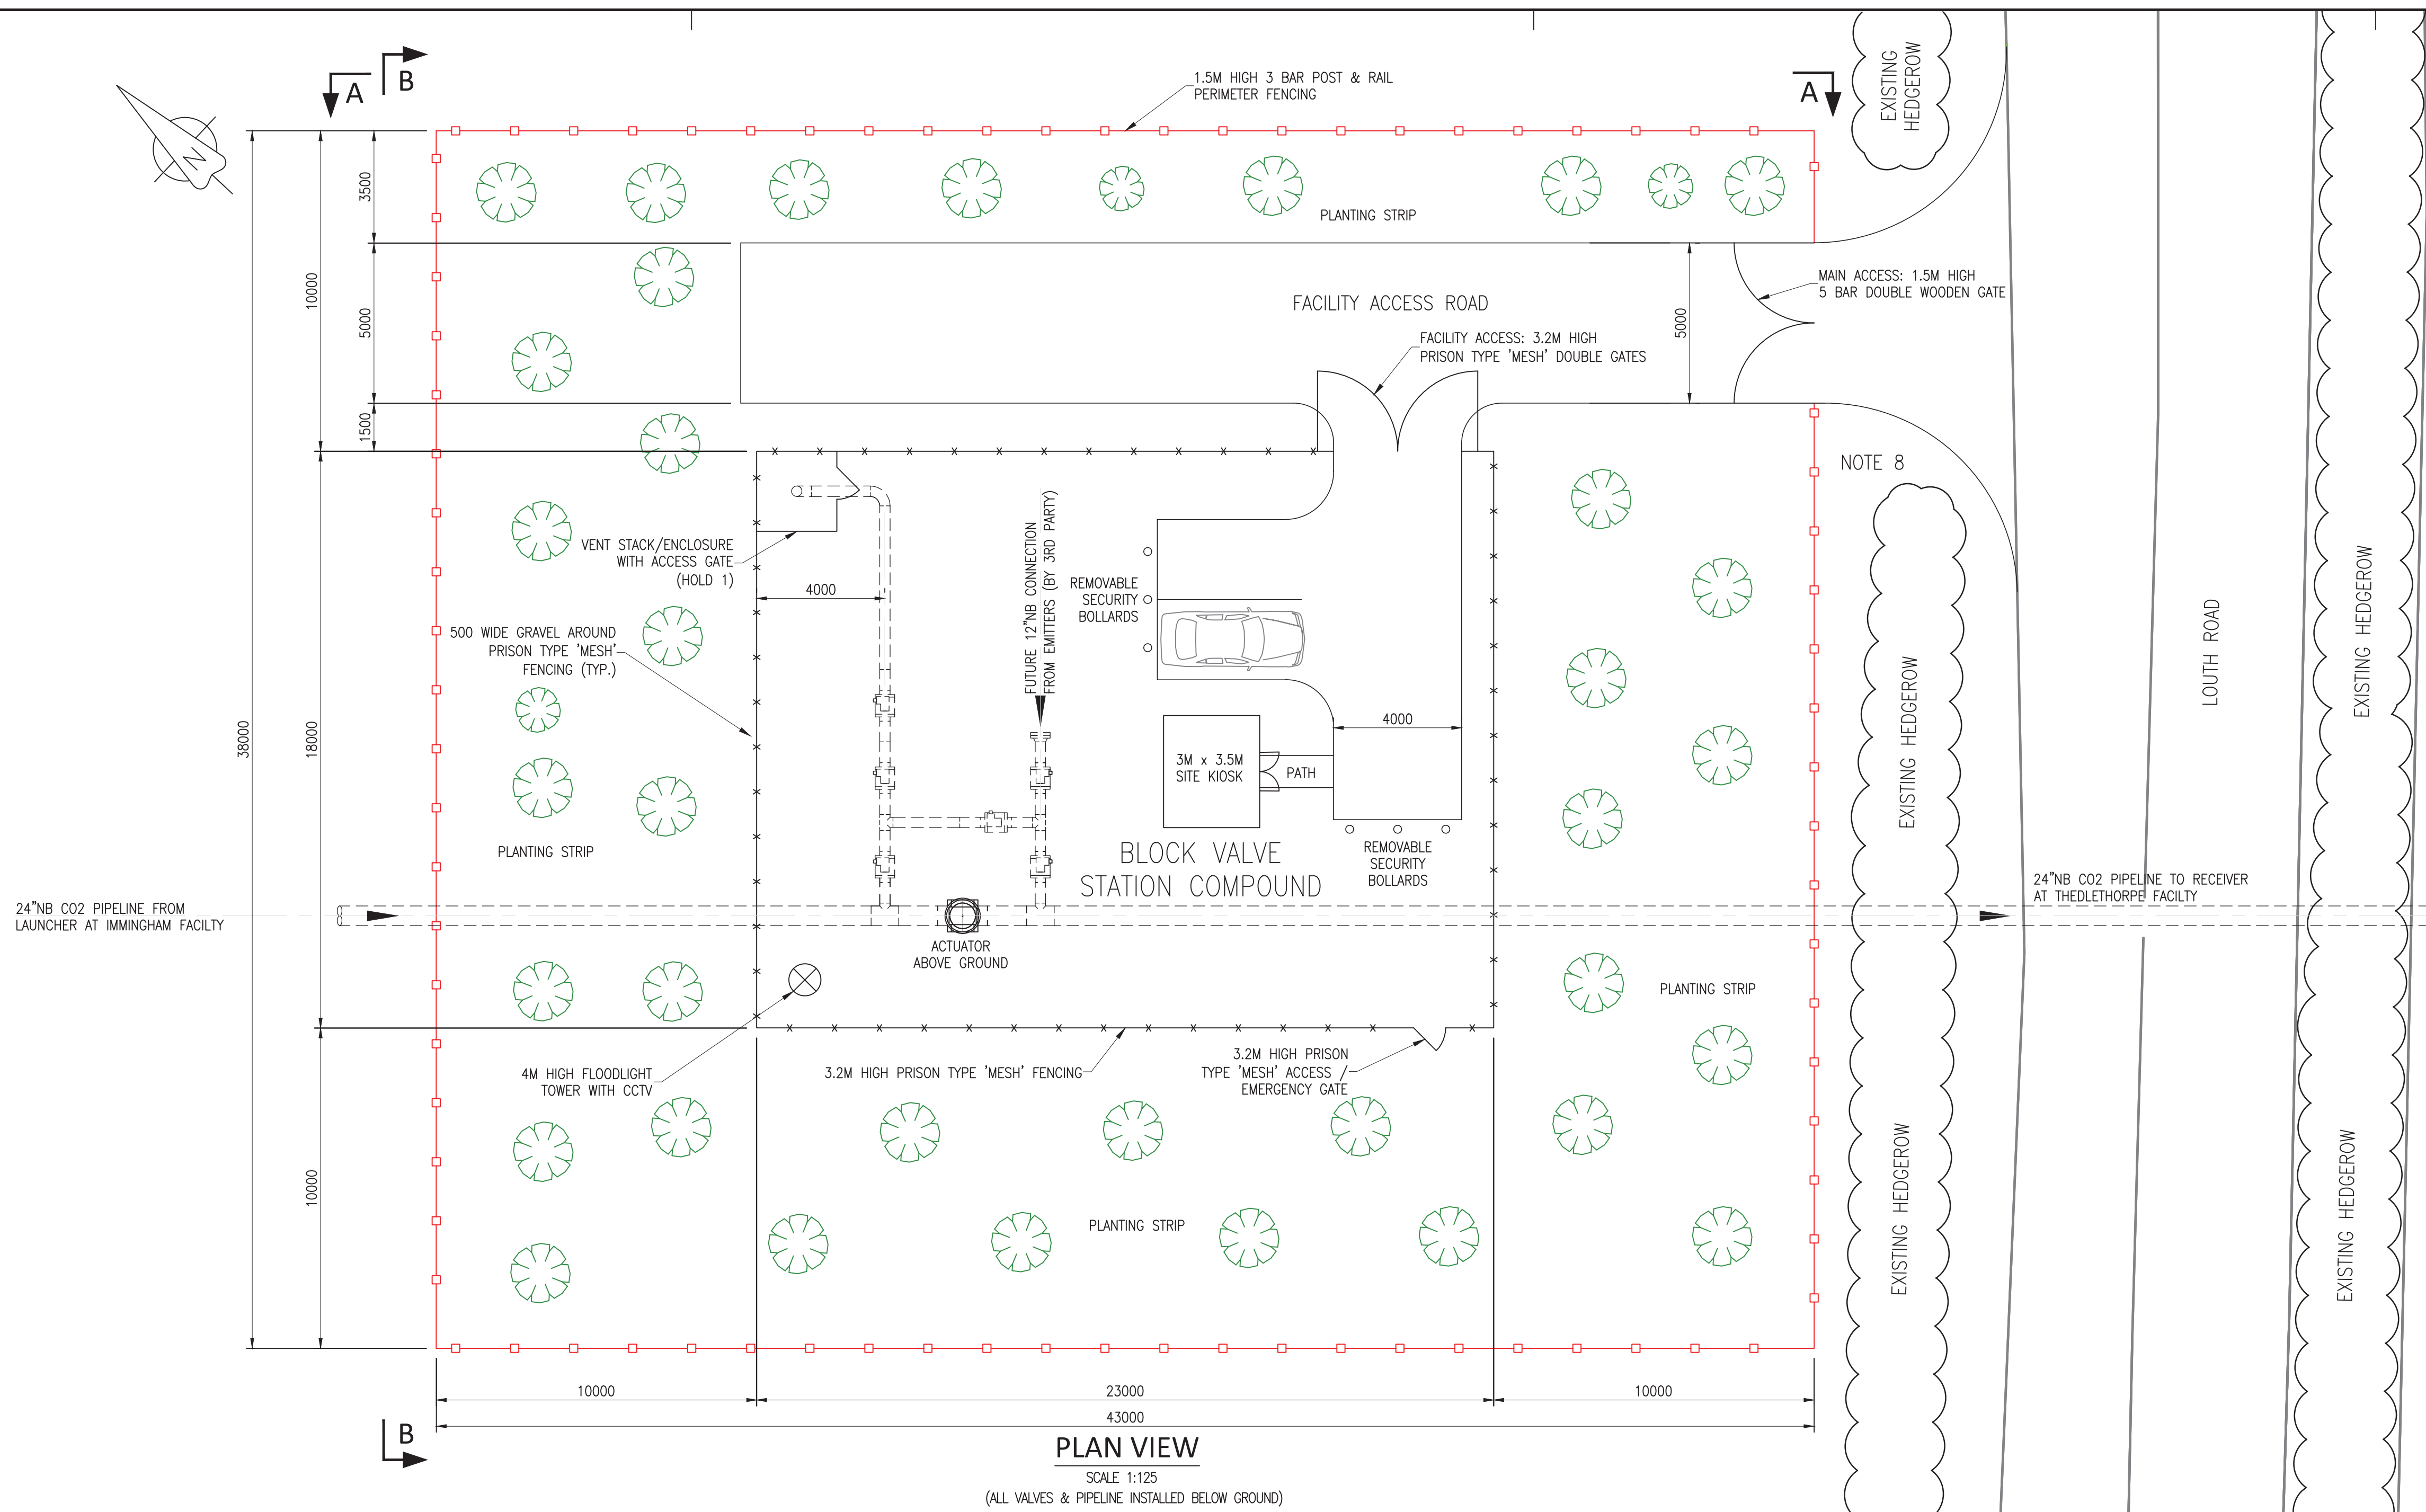 B
A
A
N
1.5M HIGH 3 BAR POST & RAIL
PERIMETER FENCING
EXISTING
HEDGEROW
3500
PLANTING STRIP
10000
5000
FACILITY ACCESS ROAD
5000
MAIN ACCESS: 1.5M HIGH
5 BAR DOUBLE WOODEN GATE
FACILITY ACCESS: 3.2M HIGH
PRISON TYPE 'MESH' DOUBLE GATES
1500
NOTE 8
VENT STACK/ENCLOSURE
WITH ACCESS GATE
(HOLD 1)
4000
FUTURE 12"NB CONNECTION
FROM EMITTERS (BY 3RD PARTY)
REMOVABLE
SECURITY
BOLLARDS
500 WIDE GRAVEL AROUND
PRISON TYPE 'MESH'
FENCING (TYP.)
LOUTH ROAD
EXISTING HEDGEROW
EXISTING HEDGEROW
38000
18000
4000
3M x 3.5M
SITE KIOSK
PATH
PLANTING STRIP
BLOCK VALVE
STATION COMPOUND
REMOVABLE
SECURITY
BOLLARDS
24"NB CO2 PIPELINE FROM
LAUNCHER AT IMMINGHAM FACILTY
24"NB CO2 PIPELINE TO RECEIVER
AT THEDLETHORPE FACILTY
ACTUATOR
ABOVE GROUND
PLANTING STRIP
4M HIGH FLOODLIGHT
TOWER WITH CCTV
3.2M HIGH PRISON TYPE 'MESH' FENCING
3.2M HIGH PRISON
TYPE 'MESH' ACCESS /
EMERGENCY GATE
10000
EXISTING HEDGEROW
EXISTING HEDGEROW
PLANTING STRIP
10000
23000
10000
43000
B
PLAN VIEW
SCALE 1:125
(ALL VALVES & PIPELINE INSTALLED BELOW GROUND)